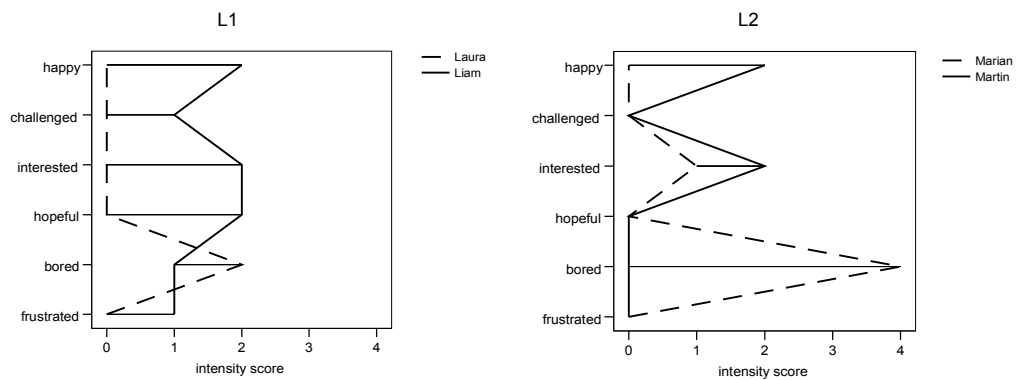 L1
happy
challenged
interested
hopeful
bored
frustrated
0 1 2 3 4
intensity score
Laura
Liam
L2
happy
challenged
interested
hopeful
bored
frustrated
0 1 2 3 4
intensity score
Marian
Martin